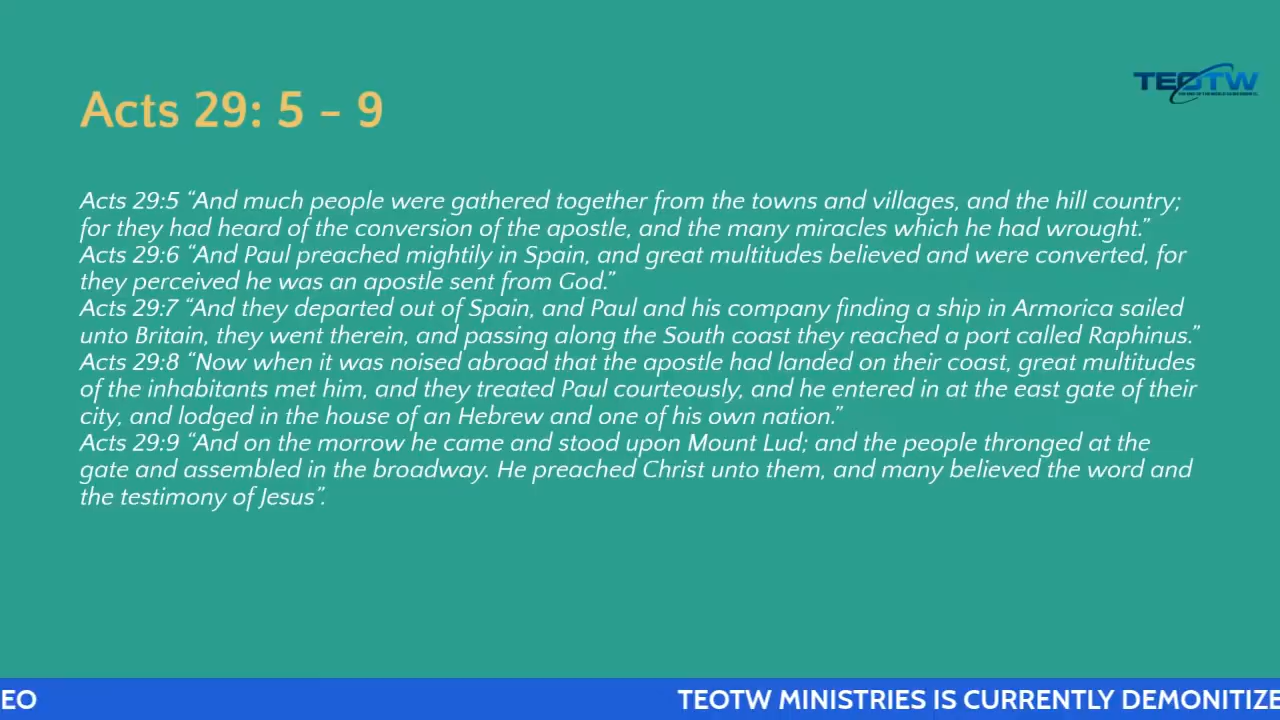 Acts 29: 5 – 9
TEOTW
Acts 29:5 “And much people were gathered together from the towns and villages, and the hill country;
for they had heard of the conversion of the apostle, and the many miracles which he had wrought.”
Acts 29:6 “And Paul preached mightily in Spain, and great multitudes believed and were converted, for
they perceived he was an apostle sent from God.”
Acts 29:7 “And they departed out of Spain, and Paul and his company finding a ship in Armorica sailed
unto Britain, they went therein, and passing along the South coast they reached a port called Raphinus.”
Acts 29:8 “Now when it was noised abroad that the apostle had landed on their coast, great multitudes
of the inhabitants met him, and they treated Paul courteously, and he entered in at the east gate of their
city, and lodged in the house of an Hebrew and one of his own nation.”
Acts 29:9 “And on the morrow he came and stood upon Mount Lud; and the people thronged at the
gate and assembled in the broadway. He preached Christ unto them, and many believed the word and
the testimony of Jesus”.
EO TEOTW MINISTRIES IS CURRENTLY DEMONITIZE